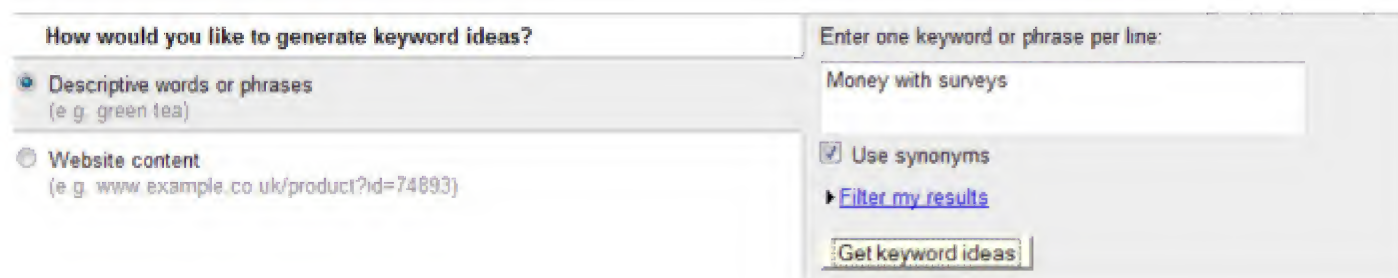 How would you like to generate keyword ideas?
Descriptive words or phrases
(e g. green tea)
Website content
(e g. www example.co uk/product?id=74893)
Enter one keyword or phrase per line:
Money with surveys
Use synonyms
Filter my results
Get keyword ideas